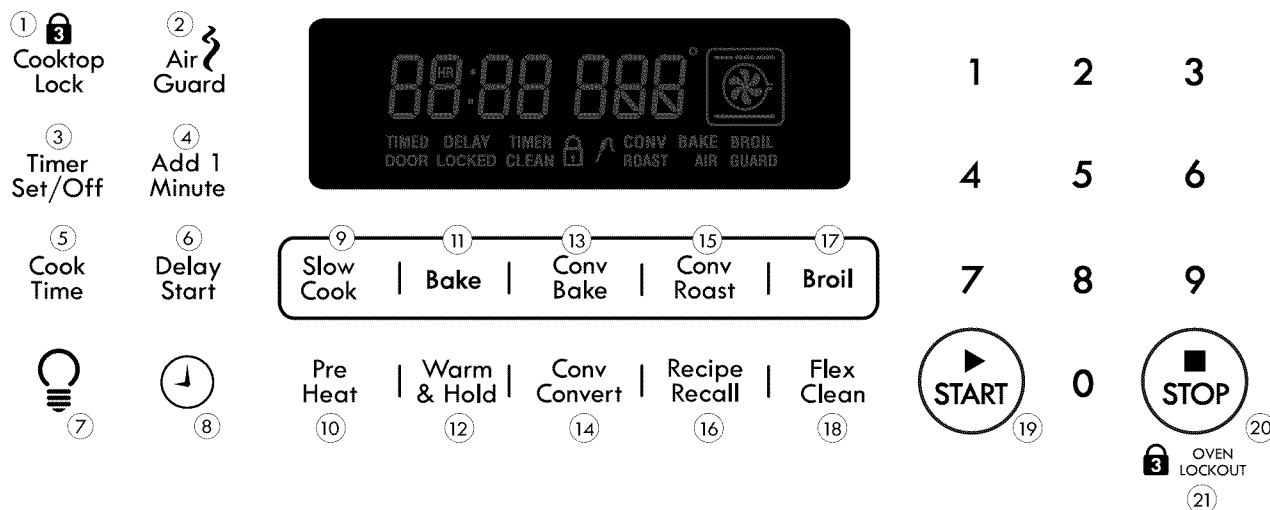 1 2
3
Cooktop Lock
Air Guard
88 HR:88 888°
TIMED DELAY TIMER CONV BAKE BROIL
DOOR LOCKED CLEAN ROAST AIR GUARD
1 2 3
3 4
Timer Set/Off
Add 1 Minute
4 5 6
5 6
Cook Time
Delay Start
9 11 13 15 17
Slow Cook | Bake | Conv Bake | Conv Roast | Broil
7 8 9
7 8
Pre Heat | Warm & Hold | Conv Convert | Recipe Recall | Flex Clean
10 12 14 16 18
START 0 STOP
19 20
3 OVEN LOCKOUT
21